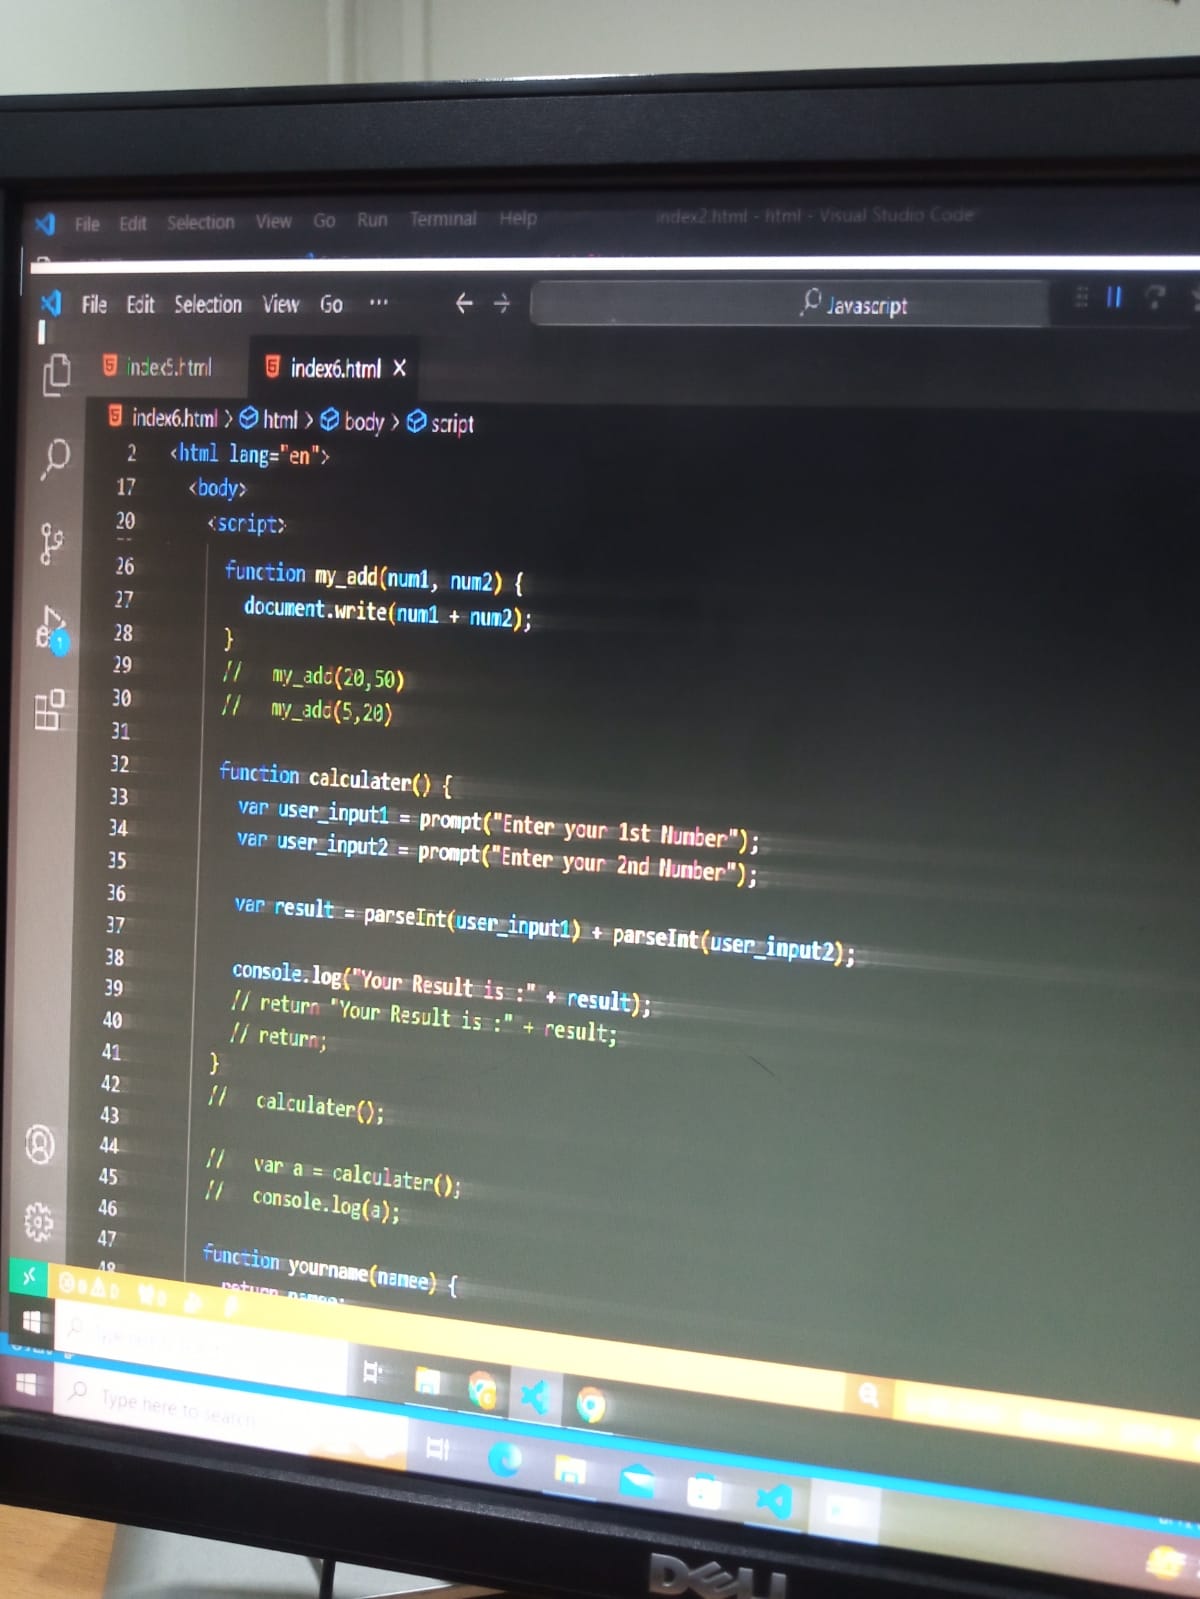 File Edit Selection View Go Run Terminal Help index2.html - html - Visual Studio Code
File Edit Selection View Go ··· Javascript
index5.html index6.html
index6.html > html > body > script
2 <html lang="en">
17 <body>
20 <script>
26 function my_add(num1, num2) {
27 document.write(num1 + num2);
28 }
29 // my_add(20,50)
30 // my_add(5,20)
31
32 function calculater() {
33 var user_input1 = prompt("Enter your 1st Number");
34 var user_input2 = prompt("Enter your 2nd Number");
35
36 var result = parseInt(user_input1) + parseInt(user_input2);
37
38 console.log("Your Result is :" + result);
39 // return "Your Result is :" + result;
40 // return;
41 }
42 // calculater();
43
44 // var a = calculater();
45 // console.log(a);
46
47 function yourname(namee) {
48 return namee;
Type here to search
DELL